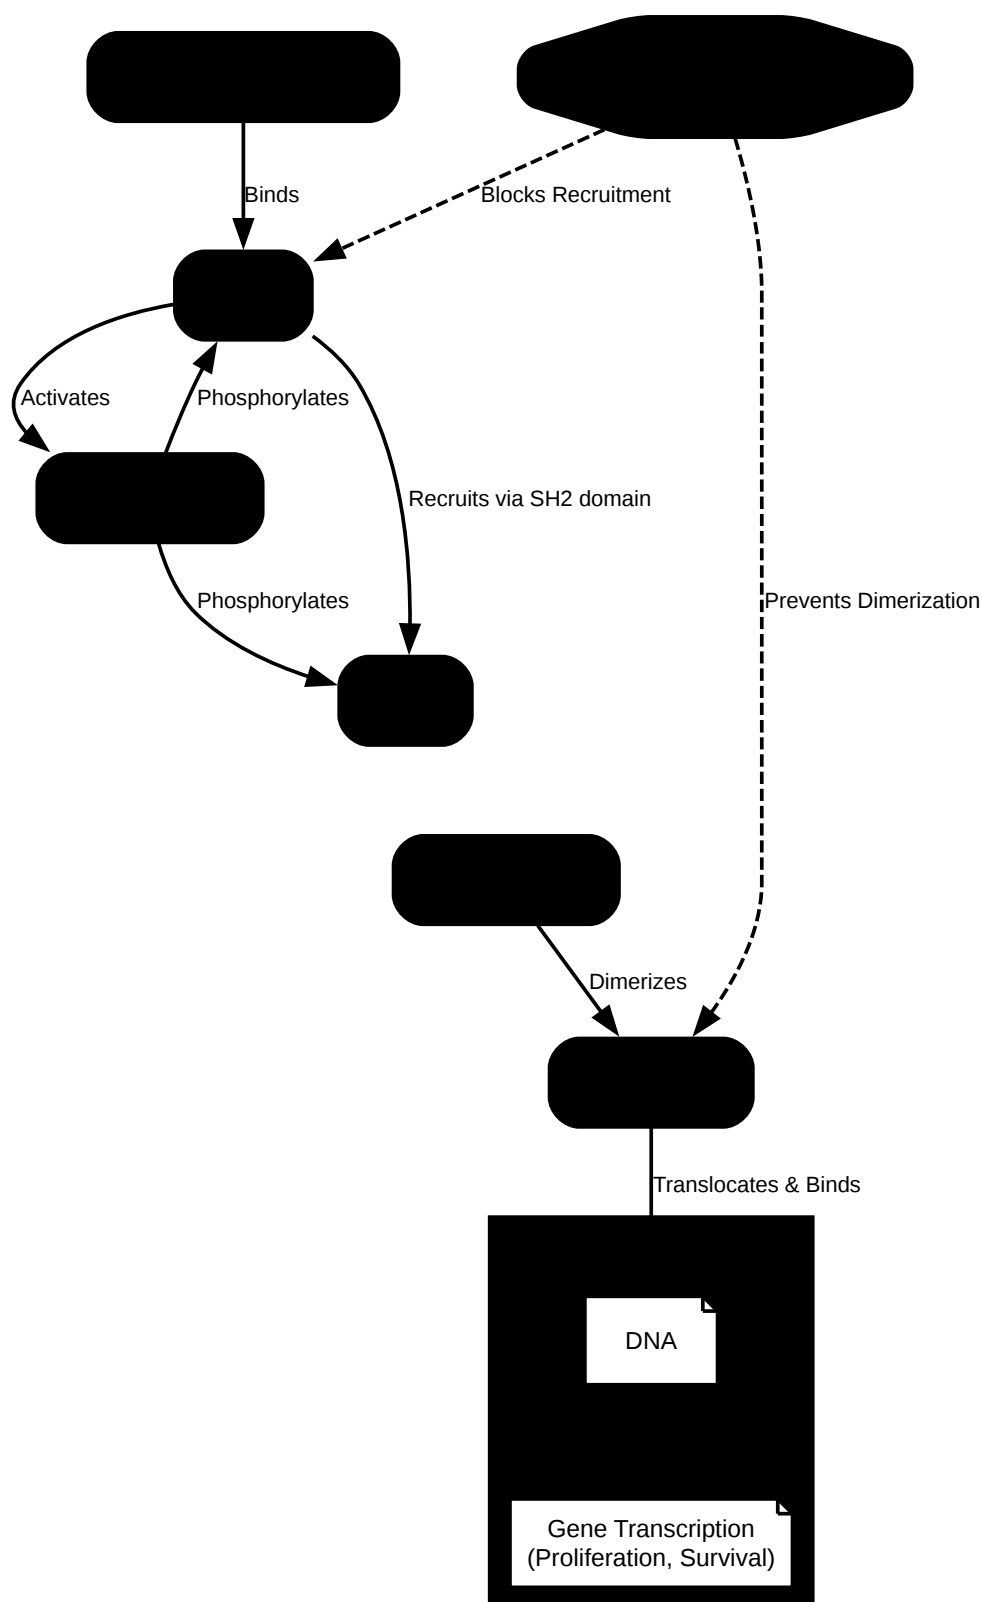 Binds
Blocks Recruitment
Activates
Phosphorylates
Recruits via SH2 domain
Phosphorylates
Prevents Dimerization
Dimerizes
Translocates & Binds
DNA
Gene Transcription
(Proliferation, Survival)